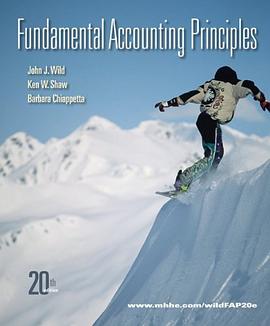 Fundamental Accounting Principles
John J. Wild
Ken W. Shaw
Barbara Chiappetta
20th
www.mhhe.com/wildFAP20e